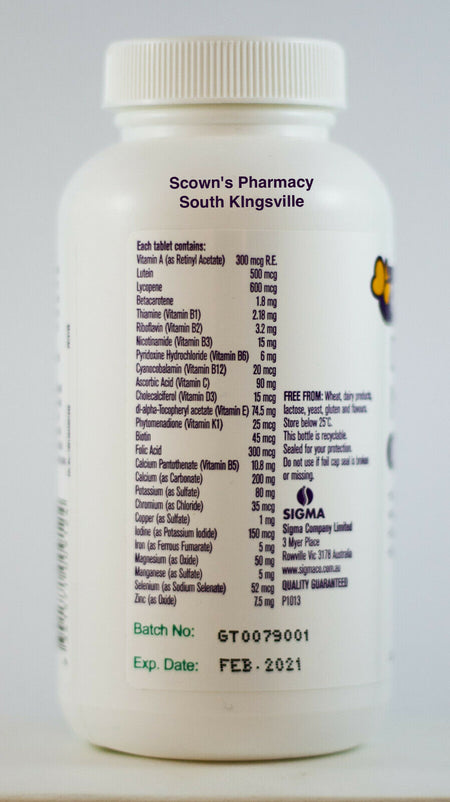 Scown's Pharmacy
South KIngsville
Each tablet contains:
Vitamin A (as Retinyl Acetate) 300 mcg R.E.
Lutein 500 mcg
Lycopene 600 mcg
Betacarotene 1.8 mg
Thiamine (Vitamin B1) 2.18 mg
Riboflavin (Vitamin B2) 3.2 mg
Nicotinamide (Vitamin B3) 15 mg
Pyridoxine Hydrochloride (Vitamin B6) 6 mg
Cyanocobalamin (Vitamin B12) 20 mcg
Ascorbic Acid (Vitamin C) 90 mg
Cholecalciferol (Vitamin D3) 15 mcg
dl-alpha-Tocopheryl acetate (Vitamin E) 74.5 mg
Phytomenadione (Vitamin K1) 25 mcg
Biotin 45 mcg
Folic Acid 300 mcg
Calcium Pantothenate (Vitamin B5) 10.8 mg
Calcium (as Carbonate) 200 mg
Potassium (as Sulfate) 80 mg
Chromium (as Chloride) 35 mcg
Copper (as Sulfate) 1 mg
Iodine (as Potassium Iodide) 150 mcg
Iron (as Ferrous Fumarate) 5 mg
Magnesium (as Oxide) 50 mg
Manganese (as Sulfate) 5 mg
Selenium (as Sodium Selenate) 52 mcg
Zinc (as Oxide) 7.5 mg
FREE FROM: Wheat, dairy products,
lactose, yeast, gluten and flavours.
Store below 25°C.
This bottle is recyclable.
Sealed for your protection.
Do not use if foil cap seal is broken
or missing.
SIGMA
Sigma Company Limited
3 Myer Place
Rowville Vic 3178 Australia
www.sigmaco.com.au
QUALITY GUARANTEED
P1013
Batch No: GT0079001
Exp. Date: FEB.2021